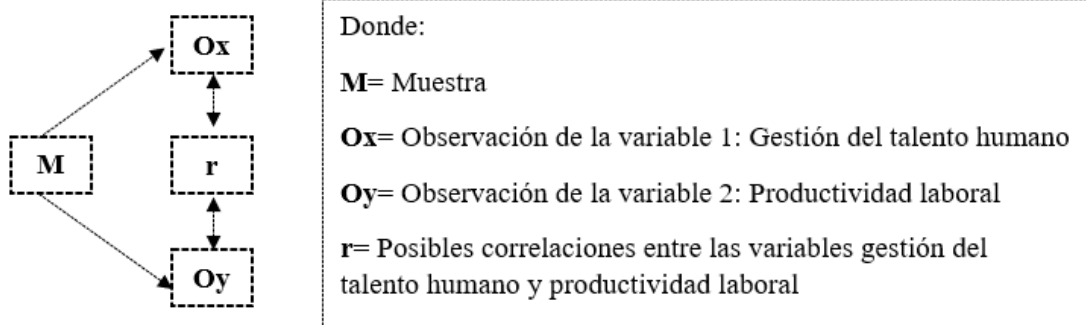 Ox
M
r
Oy
Donde:
M= Muestra
Ox= Observación de la variable 1: Gestión del talento humano
Oy= Observación de la variable 2: Productividad laboral
r= Posibles correlaciones entre las variables gestión del
talento humano y productividad laboral